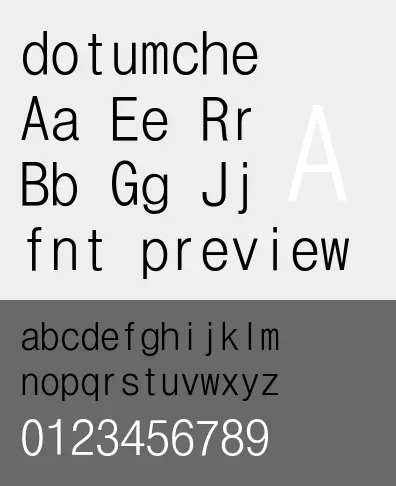 dotumche
Aa Ee Rr
Bb Gg Jj
A
fnt preview
abcdefghijklm
nopqrstuvwxyz
0123456789